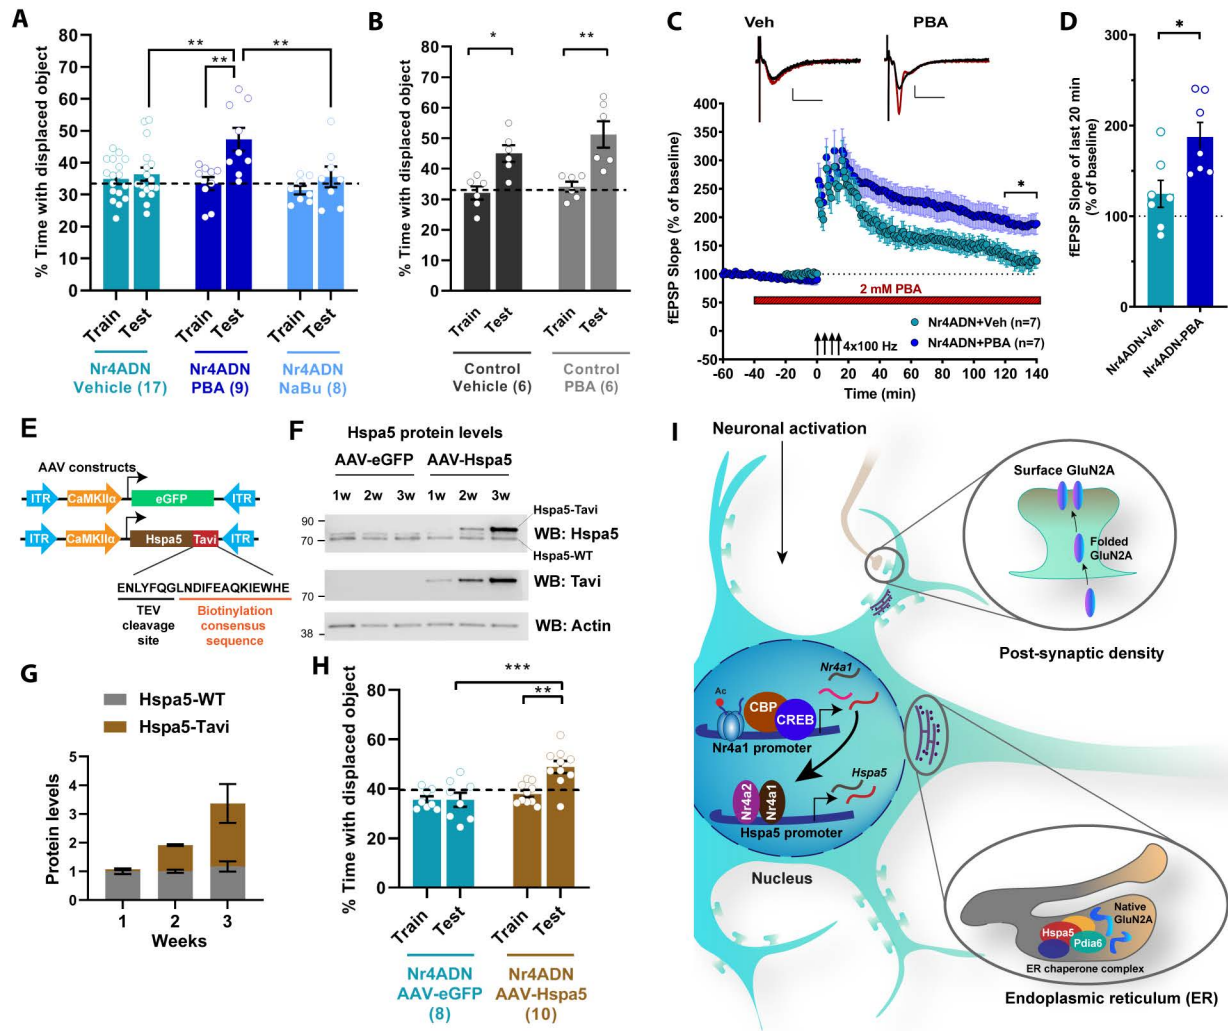 A
% Time with displaced object
80
70
60
50
40
30
20
10
0
**
**
**
Train
Test
Train
Test
Train
Test
Nr4ADN
Vehicle (17)
Nr4ADN
PBA (9)
Nr4ADN
NaBu (8)
B
% Time with displaced object
80
70
60
50
40
30
20
10
0
*
**
Train
Test
Train
Test
Control
Vehicle (6)
Control
PBA (6)
C
Veh
PBA
fEPSP Slope (% of baseline)
400
350
300
250
200
150
100
50
0
-50
*
2 mM PBA
4x100 Hz
Nr4ADN+Veh (n=7)
Nr4ADN+PBA (n=7)
-60
-40
-20
0
20
40
60
80
100
120
140
Time (min)
D
fEPSP Slope of last 20 min
(% of baseline)
300
200
100
0
*
Nr4ADN-Veh
Nr4ADN-PBA
E
AAV constructs
ITR
CaMKIIα
eGFP
ITR
ITR
CaMKIIα
Hspa5
Tavi
ITR
ENLYFQGLNDIFEAQKIEWHE
TEV
cleavage
site
Biotinylation
consensus
sequence
F
Hspa5 protein levels
AAV-eGFP
AAV-Hspa5
1w 2w 3w 1w 2w 3w
90
70
Hspa5-Tavi
WB: Hspa5
Hspa5-WT
WB: Tavi
70
WB: Actin
38
G
Hspa5-WT
Hspa5-Tavi
Protein levels
5
4
3
2
1
0
1
2
3
Weeks
H
% Time with displaced object
80
60
40
20
0
***
**
Train
Test
Train
Test
Nr4ADN
AAV-eGFP
(8)
Nr4ADN
AAV-Hspa5
(10)
I
Neuronal activation
Surface GluN2A
Folded
GluN2A
Post-synaptic density
Nr4a1
Ac
CBP
CREB
Nr4a1 promoter
Hspa5
Nr4a2
Nr4a1
Hspa5 promoter
Nucleus
Native
GluN2A
Hspa5
Pdia6
ER chaperone complex
Endoplasmic reticulum (ER)